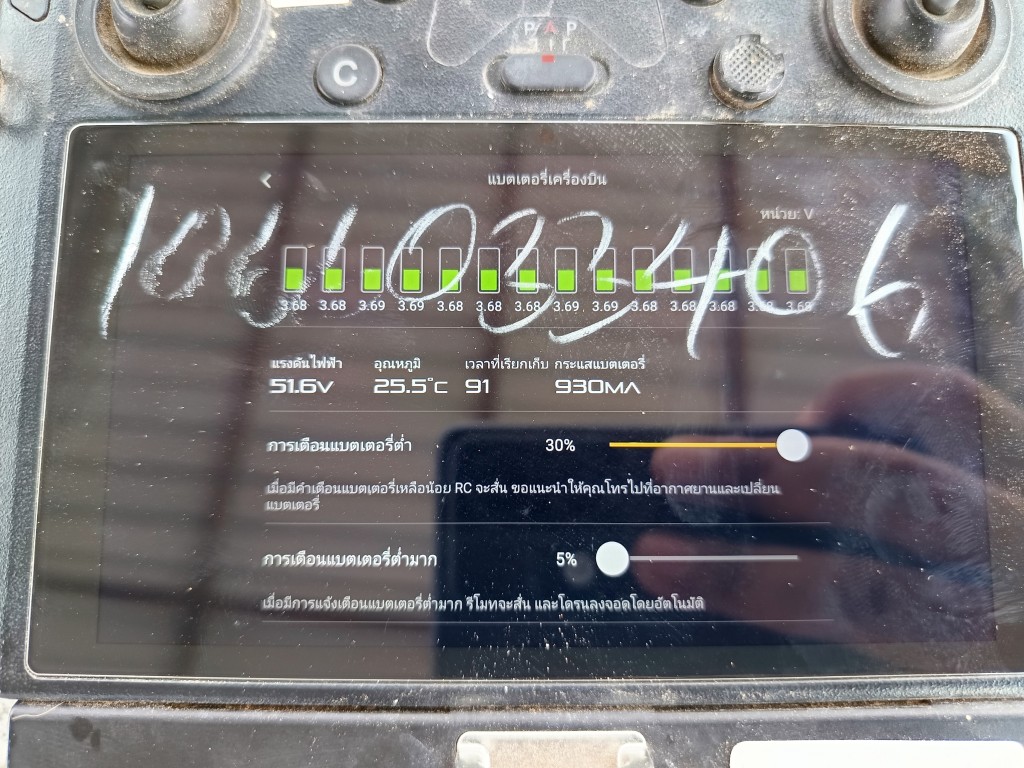 P A P
C
แบตเตอรี่เครื่องบิน
หน่วย: V
3.68 3.68 3.69 3.69 3.68 3.68 3.68 3.69 3.69 3.68 3.68 3.68 3.68 3.68
แรงดันไฟฟ้า อุณหภูมิ เวลาที่เรียกเก็บ กระแสแบตเตอรี่
51.6V 25.5°C 91 930MA
การเตือนแบตเตอรี่ต่ำ 30%
เมื่อมีคำเตือนแบตเตอรี่เหลือน้อย RC จะสั่น ขอแนะนำให้คุณโทรไปที่อากาศยานและเปลี่ยน
แบตเตอรี่
การเตือนแบตเตอรี่ต่ำมาก 5%
เมื่อมีการแจ้งเตือนแบตเตอรี่ต่ำมาก รีโมทจะสั่น และโดรนลงจอดโดยอัตโนมัติ